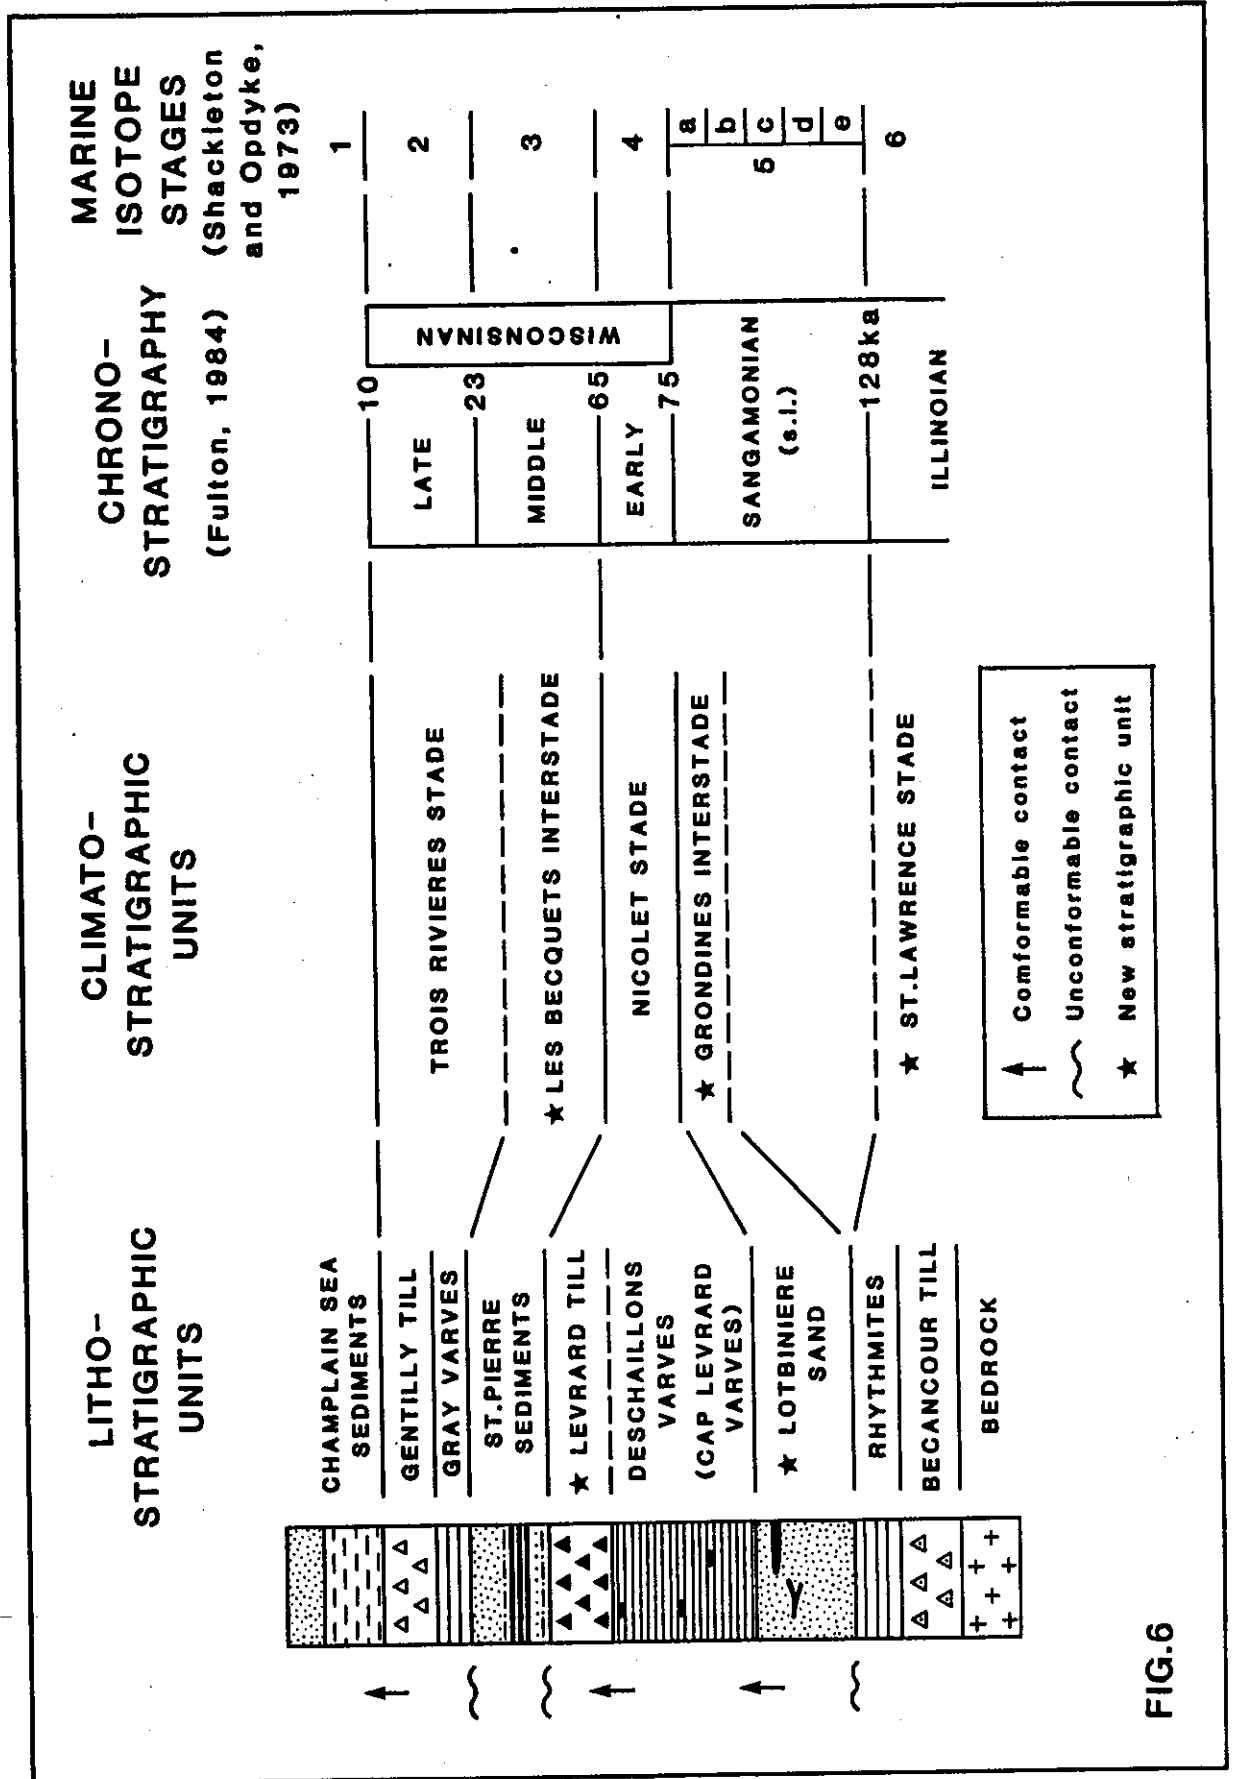 LITHO-
STRATIGRAPHIC
UNITS
CHAMPLAIN SEA
SEDIMENTS
GENTILLY TILL
GRAY VARVES
ST.PIERRE
SEDIMENTS
★ LEVRARD TILL
DESCHAILLONS
VARVES
(CAP LEVRARD
VARVES)
★ LOTBINIERE
SAND
RHYTHMITES
BECANCOUR TILL
BEDROCK
CLIMATO-
STRATIGRAPHIC
UNITS
TROIS RIVIERES STADE
★ LES BECQUETS INTERSTADE
NICOLET STADE
★ GRONDINES INTERSTADE
★ ST.LAWRENCE STADE
CHRONO-
STRATIGRAPHY
(Fulton, 1984)
10
LATE
23
MIDDLE
65
EARLY
75
WISCONSINAN
SANGAMONIAN
(s.l.)
128ka
ILLINOIAN
MARINE
ISOTOPE
STAGES
(Shackleton
and Opdyke,
1973)
1
2
3
4
5
a
b
c
d
e
6
Comformable contact
Unconformable contact
★ New stratigraphic unit
FIG.6